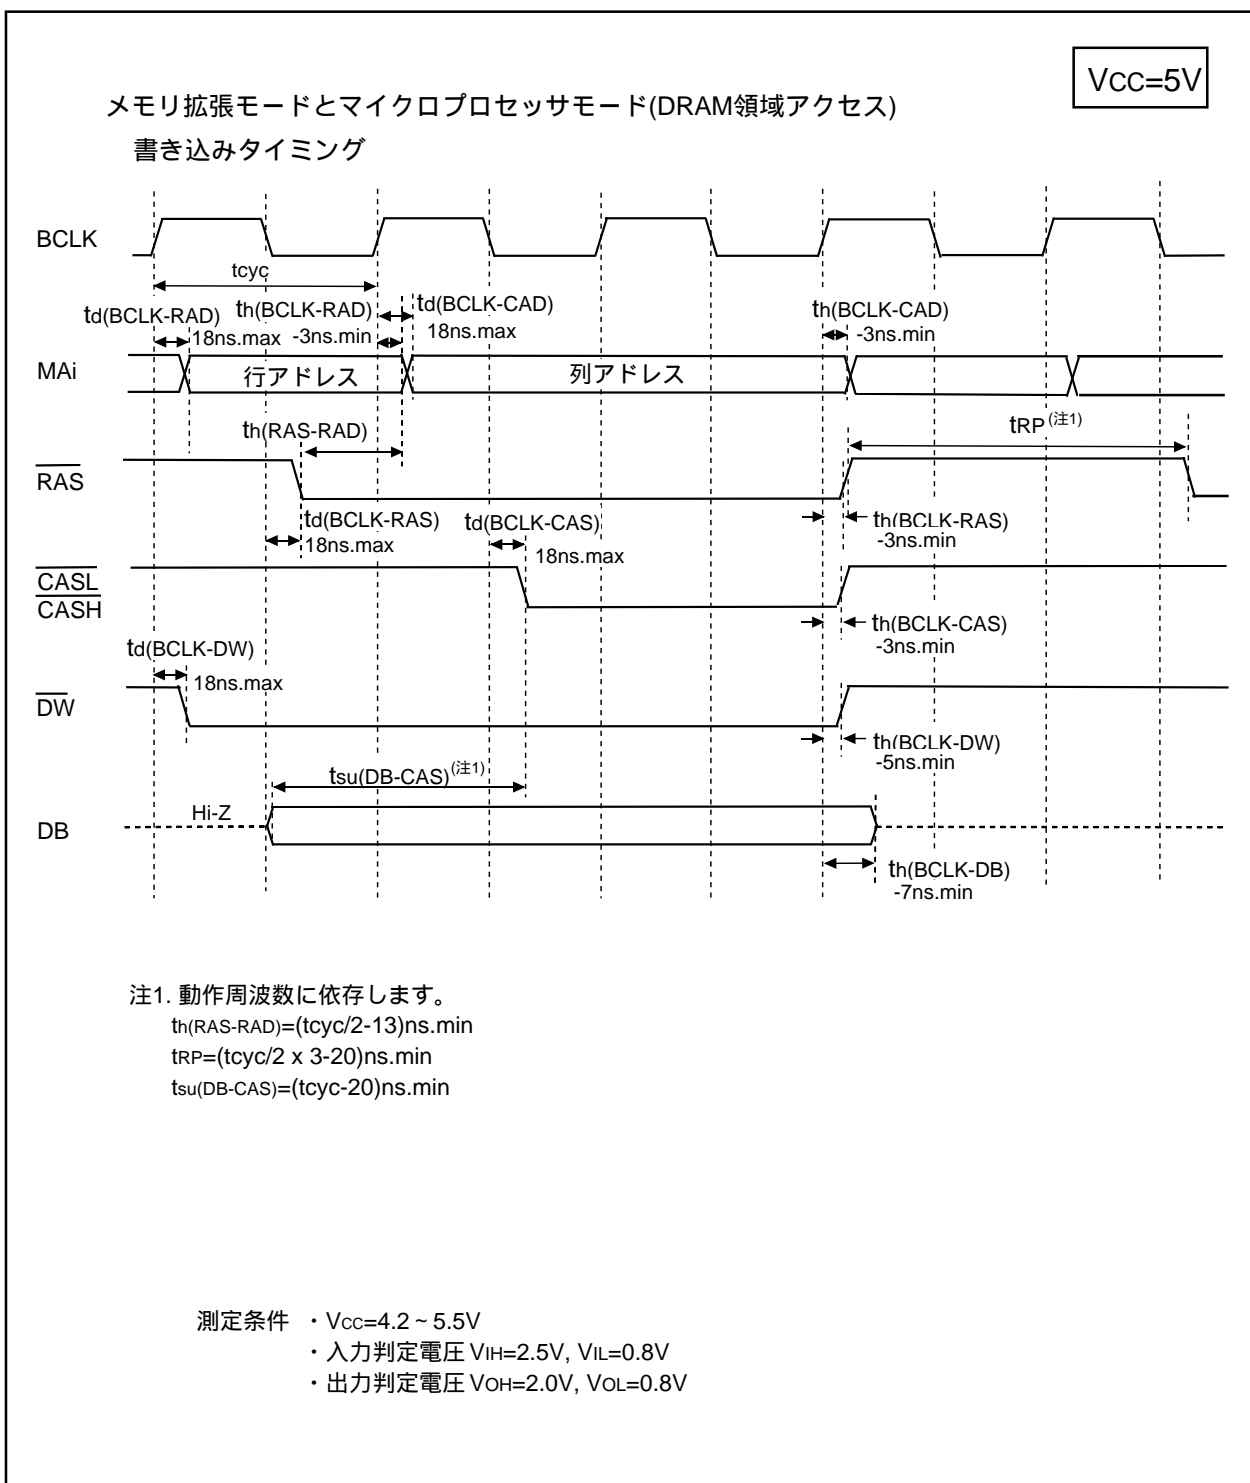 VCC=5V
メモリ拡張モードとマイクロプロセッサモード(DRAM領域アクセス)
書き込みタイミング
BCLK
tcyc
td(BCLK-RAD)
18ns.max
th(BCLK-RAD)
-3ns.min
td(BCLK-CAD)
18ns.max
th(BCLK-CAD)
-3ns.min
MAi
行アドレス
列アドレス
th(RAS-RAD)
tRP(注1)
RAS
td(BCLK-RAS)
18ns.max
td(BCLK-CAS)
18ns.max
th(BCLK-RAS)
-3ns.min
CASL
CASH
th(BCLK-CAS)
-3ns.min
td(BCLK-DW)
18ns.max
DW
th(BCLK-DW)
-5ns.min
tsu(DB-CAS)(注1)
Hi-Z
DB
th(BCLK-DB)
-7ns.min
注1. 動作周波数に依存します。
th(RAS-RAD)=(tcyc/2-13)ns.min
tRP=(tcyc/2 x 3-20)ns.min
tsu(DB-CAS)=(tcyc-20)ns.min
測定条件 ・VCC=4.2～5.5V
・入力判定電圧 VIH=2.5V, VIL=0.8V
・出力判定電圧 VOH=2.0V, VOL=0.8V